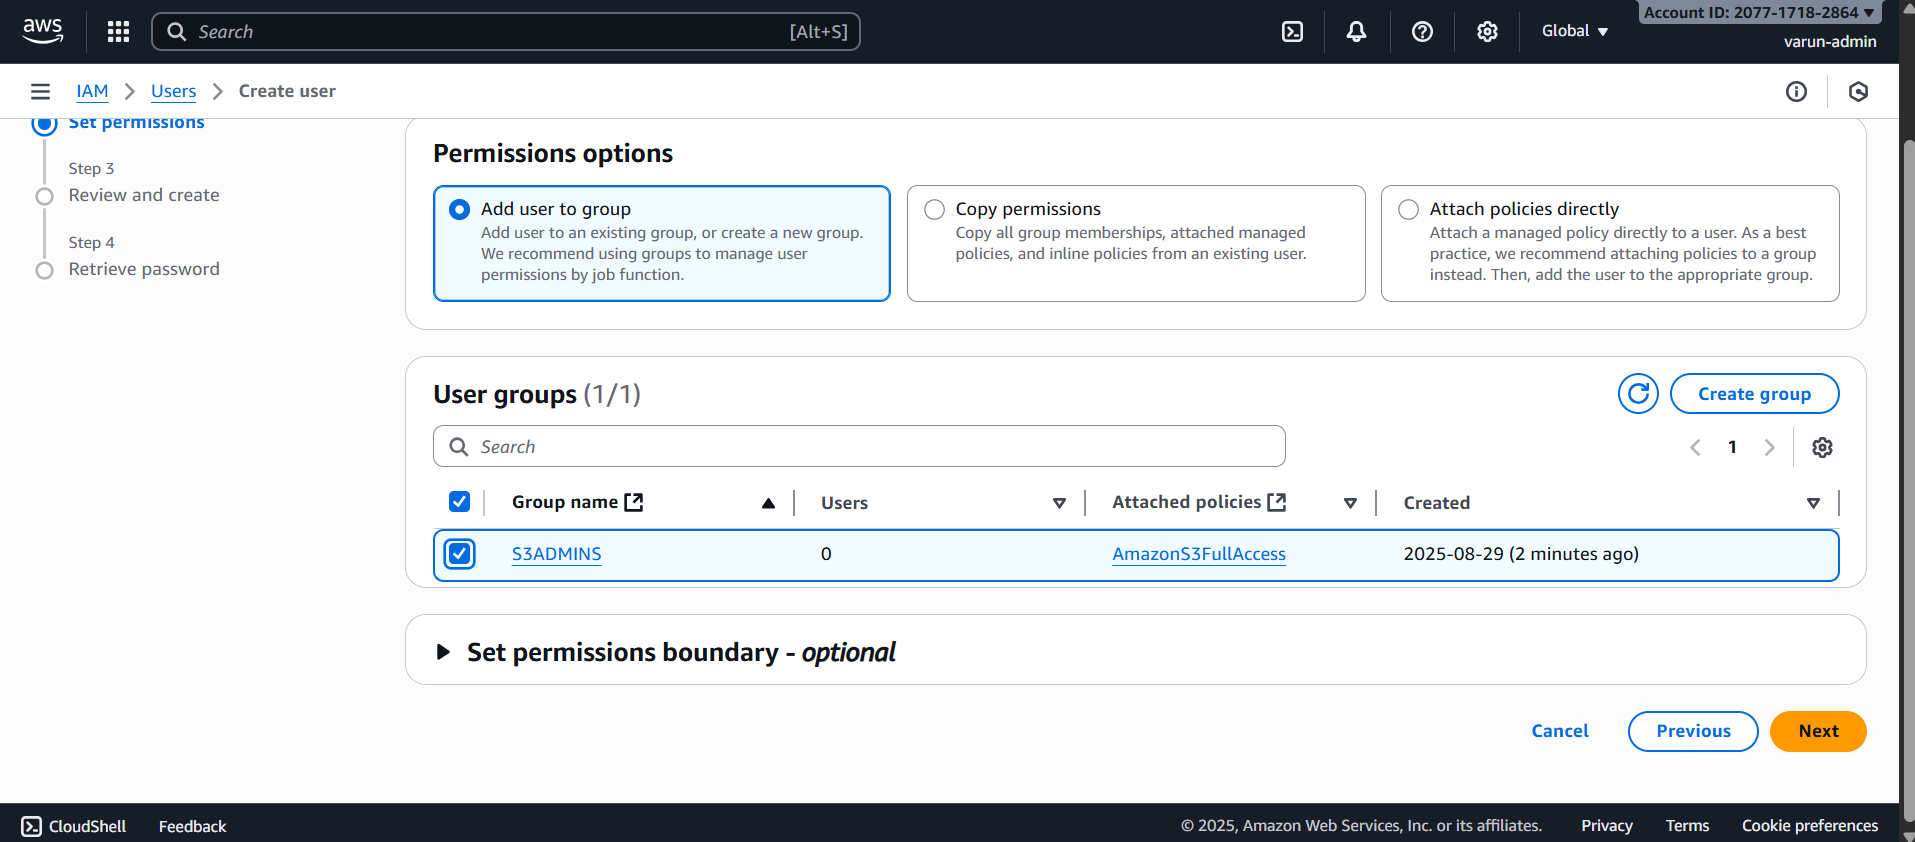 aws
Search
[Alt+S]
Global
Account ID: 2077-1718-2864
varun-admin
IAM
Users
Create user
Set permissions
Step 3
Review and create
Step 4
Retrieve password
Permissions options
Add user to group
Add user to an existing group, or create a new group.
We recommend using groups to manage user
permissions by job function.
Copy permissions
Copy all group memberships, attached managed
policies, and inline policies from an existing user.
Attach policies directly
Attach a managed policy directly to a user. As a best
practice, we recommend attaching policies to a group
instead. Then, add the user to the appropriate group.
User groups (1/1)
Create group
Search
1
Group name
Users
Attached policies
Created
S3ADMINS
0
AmazonS3FullAccess
2025-08-29 (2 minutes ago)
Set permissions boundary - optional
Cancel
Previous
Next
CloudShell
Feedback
© 2025, Amazon Web Services, Inc. or its affiliates.
Privacy
Terms
Cookie preferences